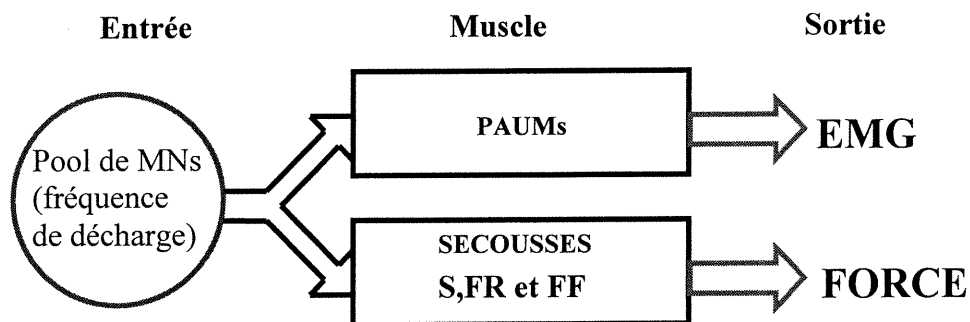 Entrée Muscle Sortie
Pool de MNs
(fréquence
de décharge)
PAUMs
EMG
SECOUSSES
S,FR et FF
FORCE